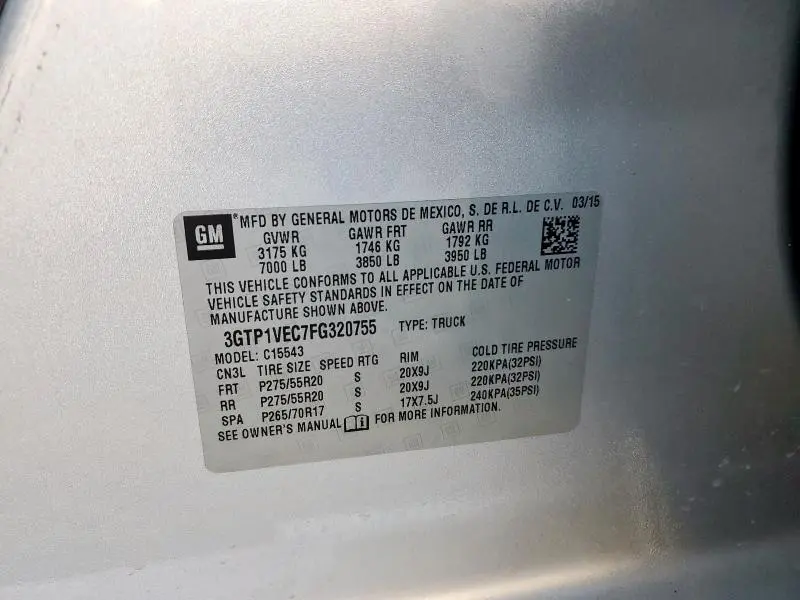 GM
® MFD BY GENERAL MOTORS DE MEXICO, S. DE R.L. DE C.V. 03/15
GVWR GAWR FRT GAWR RR
3175 KG 1746 KG 1792 KG
7000 LB 3850 LB 3950 LB
THIS VEHICLE CONFORMS TO ALL APPLICABLE U.S. FEDERAL MOTOR
VEHICLE SAFETY STANDARDS IN EFFECT ON THE DATE OF
MANUFACTURE SHOWN ABOVE.
3GTP1VEC7FG320755 TYPE: TRUCK
MODEL: C15543
CN3L TIRE SIZE SPEED RTG RIM COLD TIRE PRESSURE
FRT P275/55R20 S 20X9J 220KPA(32PSI)
RR P275/55R20 S 20X9J 220KPA(32PSI)
SPA P265/70R17 S 17X7.5J 240KPA(35PSI)
SEE OWNER'S MANUAL FOR MORE INFORMATION.